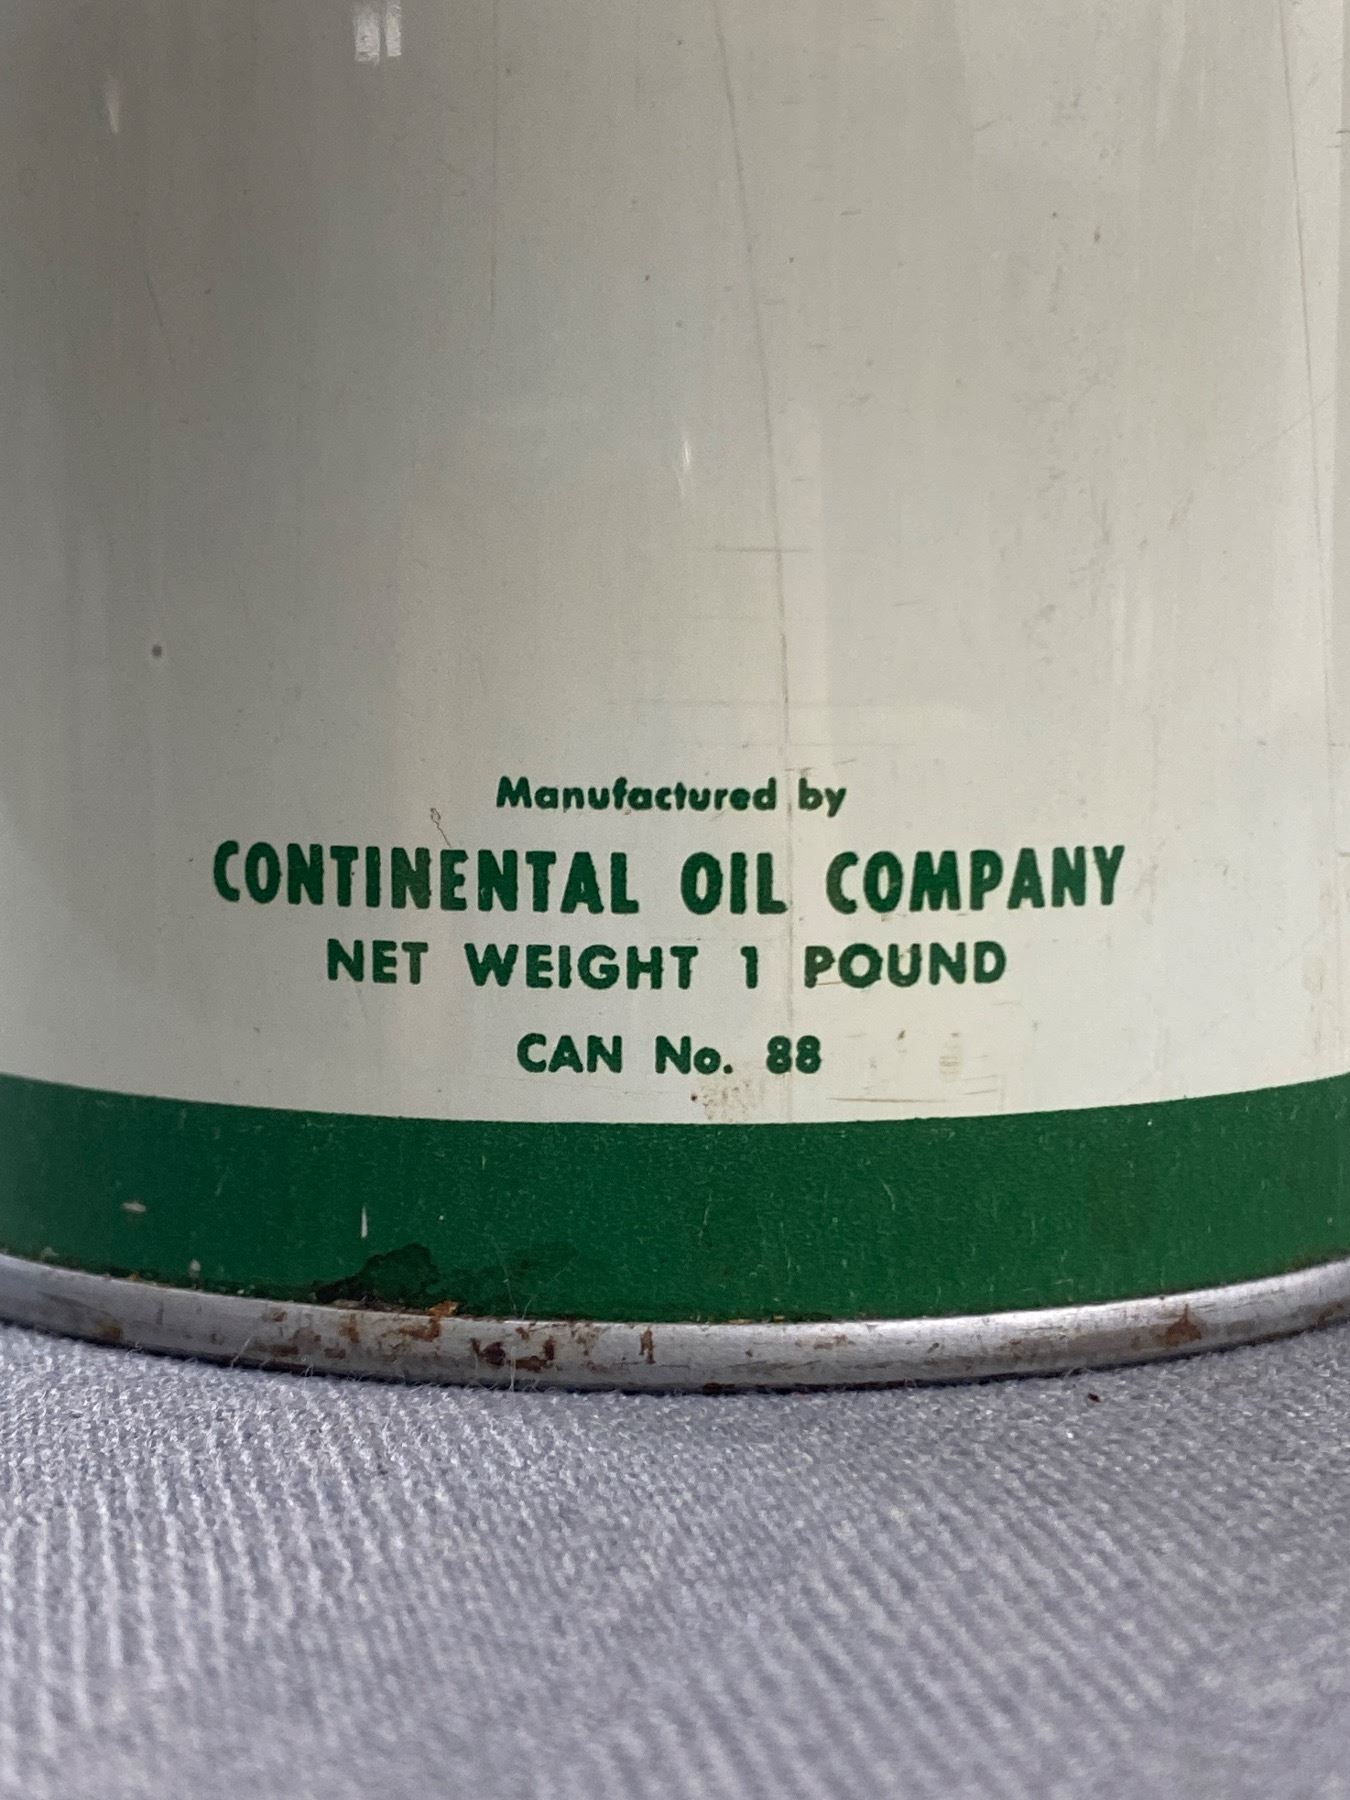 Manufactured by
CONTINENTAL OIL COMPANY
NET WEIGHT 1 POUND
CAN No. 88